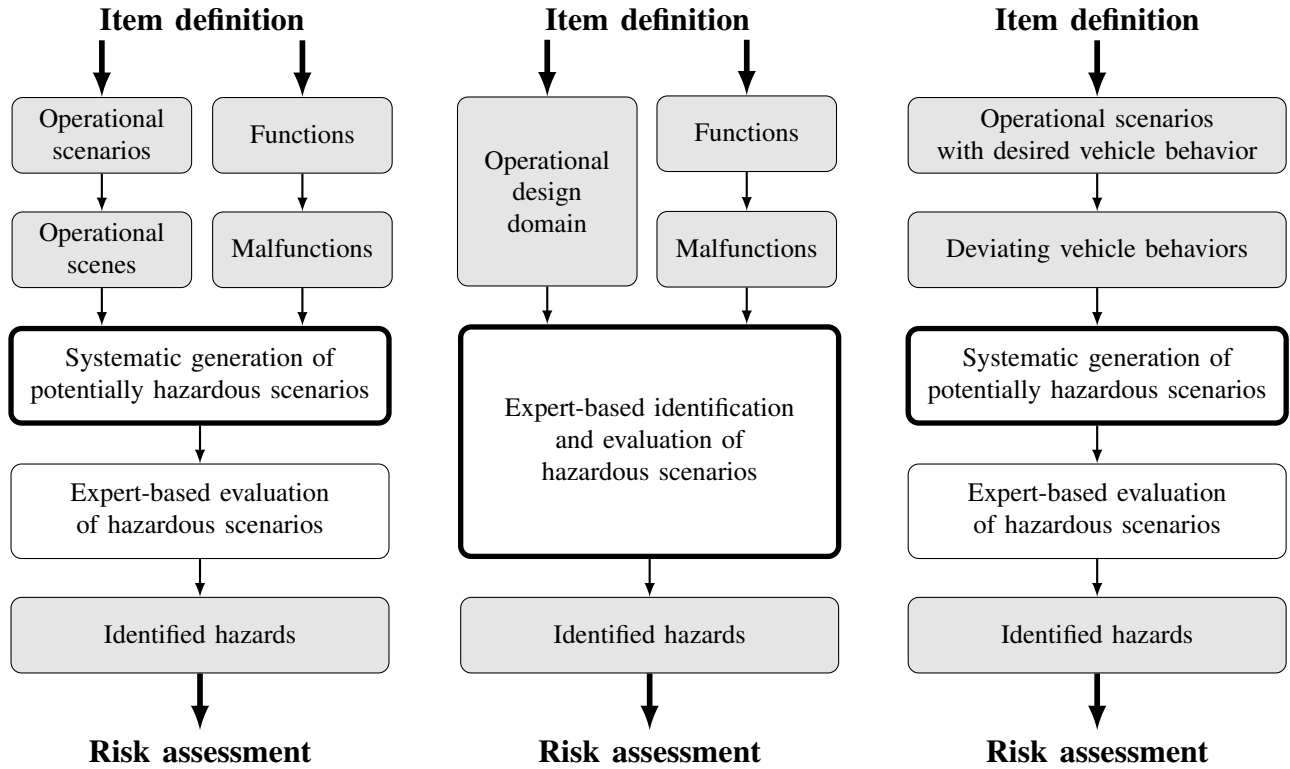 Item definition
Operational
scenarios
Functions
Operational
scenes
Malfunctions
Systematic generation of
potentially hazardous scenarios
Expert-based evaluation
of hazardous scenarios
Identified hazards
Risk assessment
Item definition
Operational
design
domain
Functions
Malfunctions
Expert-based identification
and evaluation of
hazardous scenarios
Identified hazards
Risk assessment
Item definition
Operational scenarios
with desired vehicle behavior
Deviating vehicle behaviors
Systematic generation of
potentially hazardous scenarios
Expert-based evaluation
of hazardous scenarios
Identified hazards
Risk assessment